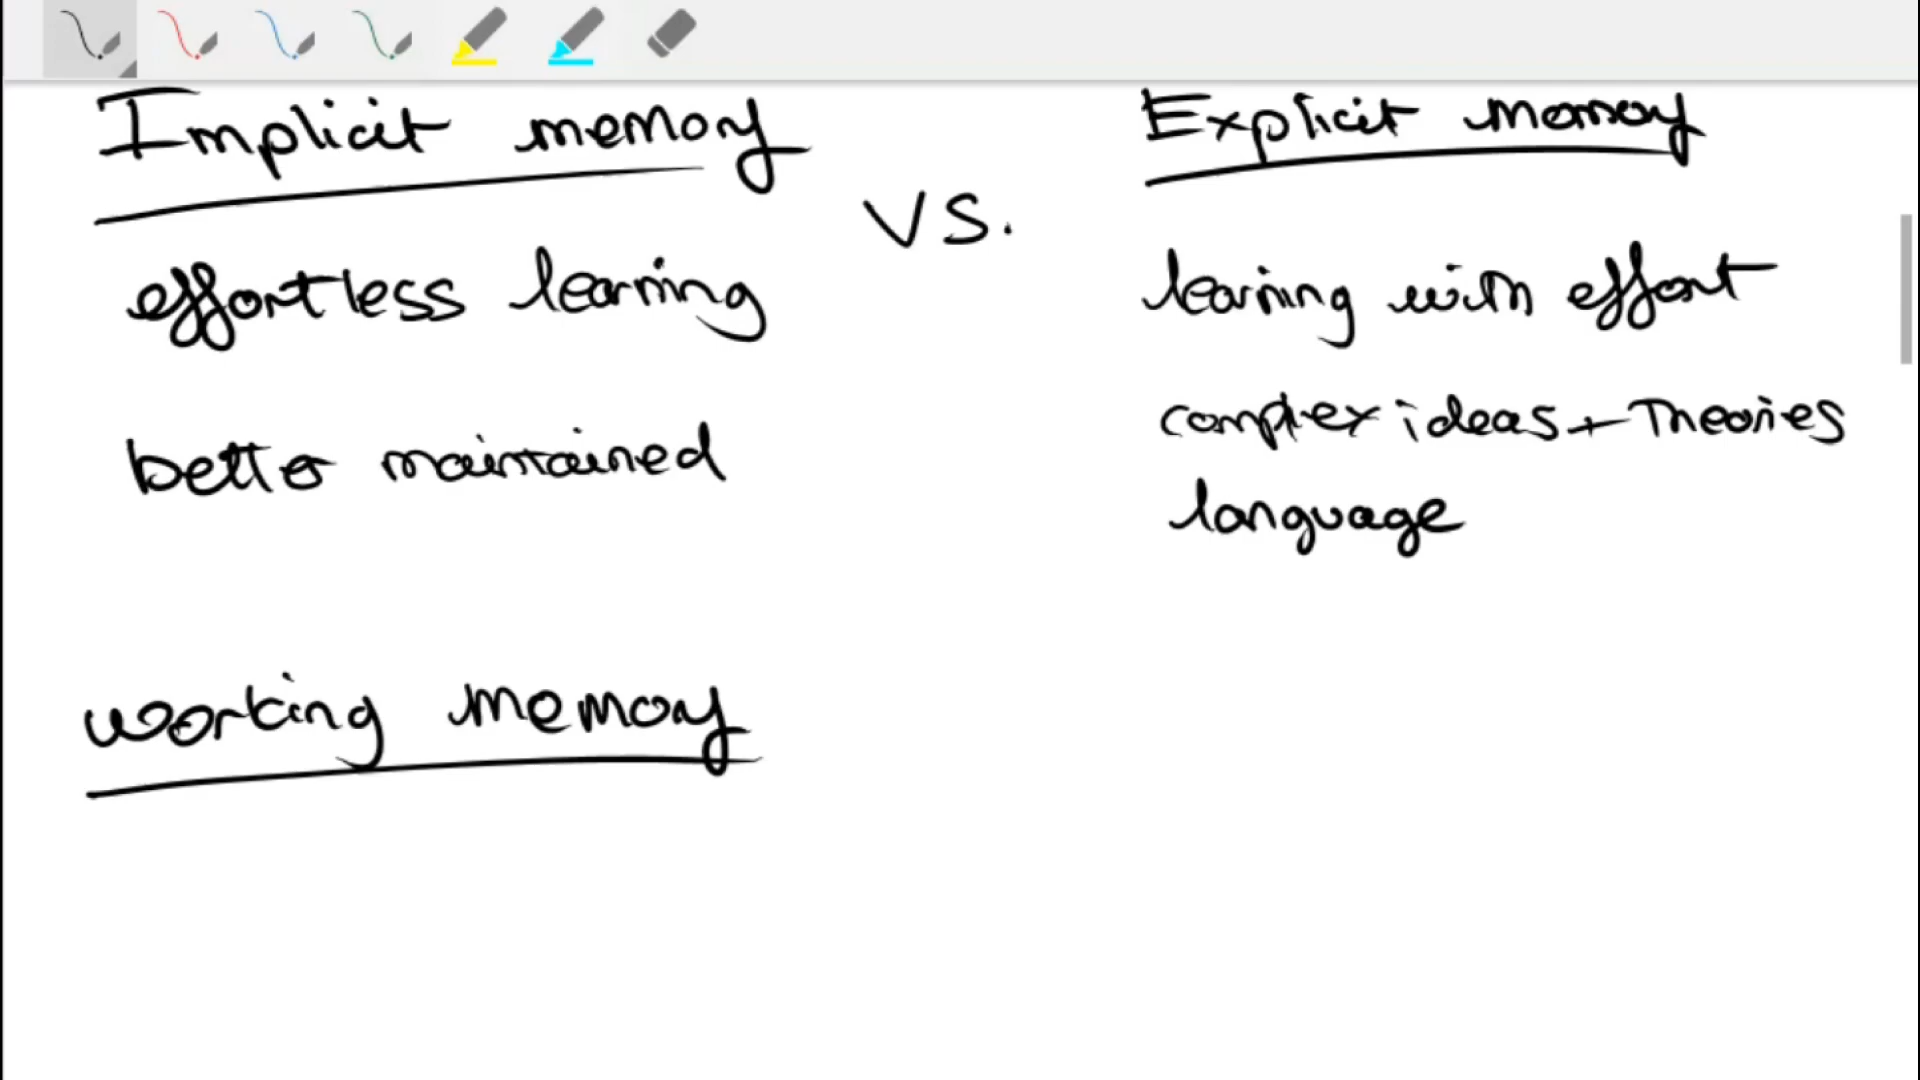 Implicit memory
vs.
Explicit memory
effortless learning
better maintained
learning with effort
complex ideas + Theories
language
working memory